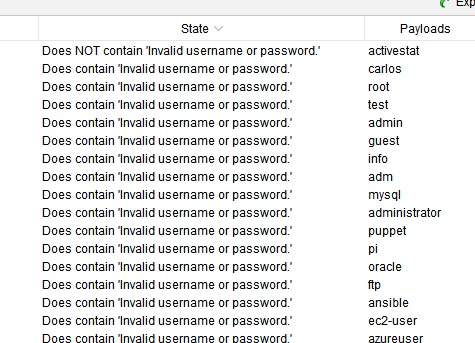 Exp
State Payloads
Does NOT contain 'Invalid username or password.' activestat
Does contain 'Invalid username or password.' carlos
Does contain 'Invalid username or password.' root
Does contain 'Invalid username or password.' test
Does contain 'Invalid username or password.' admin
Does contain 'Invalid username or password.' guest
Does contain 'Invalid username or password.' info
Does contain 'Invalid username or password.' adm
Does contain 'Invalid username or password.' mysql
Does contain 'Invalid username or password.' administrator
Does contain 'Invalid username or password.' puppet
Does contain 'Invalid username or password.' pi
Does contain 'Invalid username or password.' oracle
Does contain 'Invalid username or password.' ftp
Does contain 'Invalid username or password.' ansible
Does contain 'Invalid username or password.' ec2-user
Does contain 'Invalid username or password.' azureuser